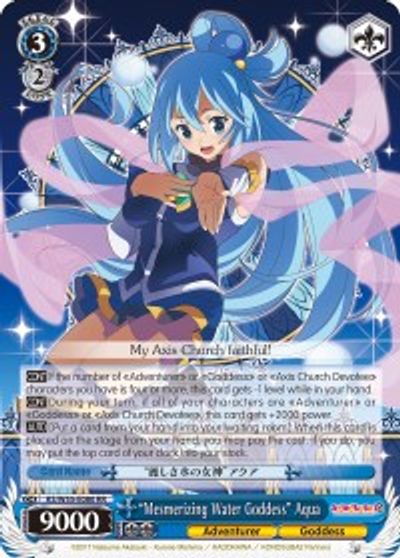 3
2
My Axis Church faithful!
If the number of «Adventurer» or «Goddess» or «Axis Church Devotee»
characters you have is four or more, this card gets -1 level while in your hand.
During your turn, if all of your characters are «Adventurer» or
«Goddess» or «Axis Church Devotee», this card gets +2000 power.
(Put a card from your hand into your waiting room) When this card is
placed on the stage from your hand, you may pay the cost. If you do, you may
put the top card of your clock into your stock.
Card Name
"麗しき水の女神" アクア
9000
"Mesmerizing Water Goddess" Aqua
Adventurer
Goddess